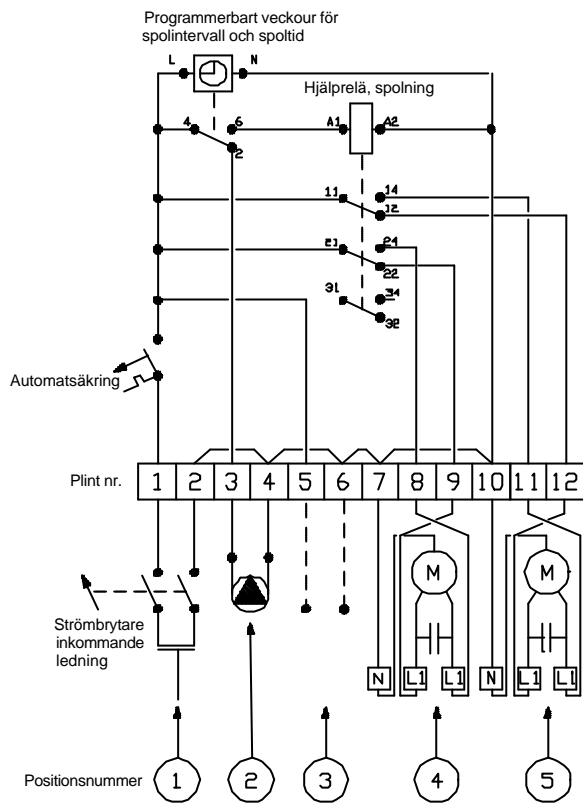 Programmerbart veckour för
spolintervall och spoltid
L N
Hjälprelä, spolning
4 6 A1 A2
2
11 14
12
21 24
22
31 34
32
Automatsäkring
Plint nr. 1 2 3 4 5 6 7 8 9 10 11 12
M M
Strömbrytare
inkommande
ledning
N L1 L1 N L1 L1
Positionsnummer 1 2 3 4 5